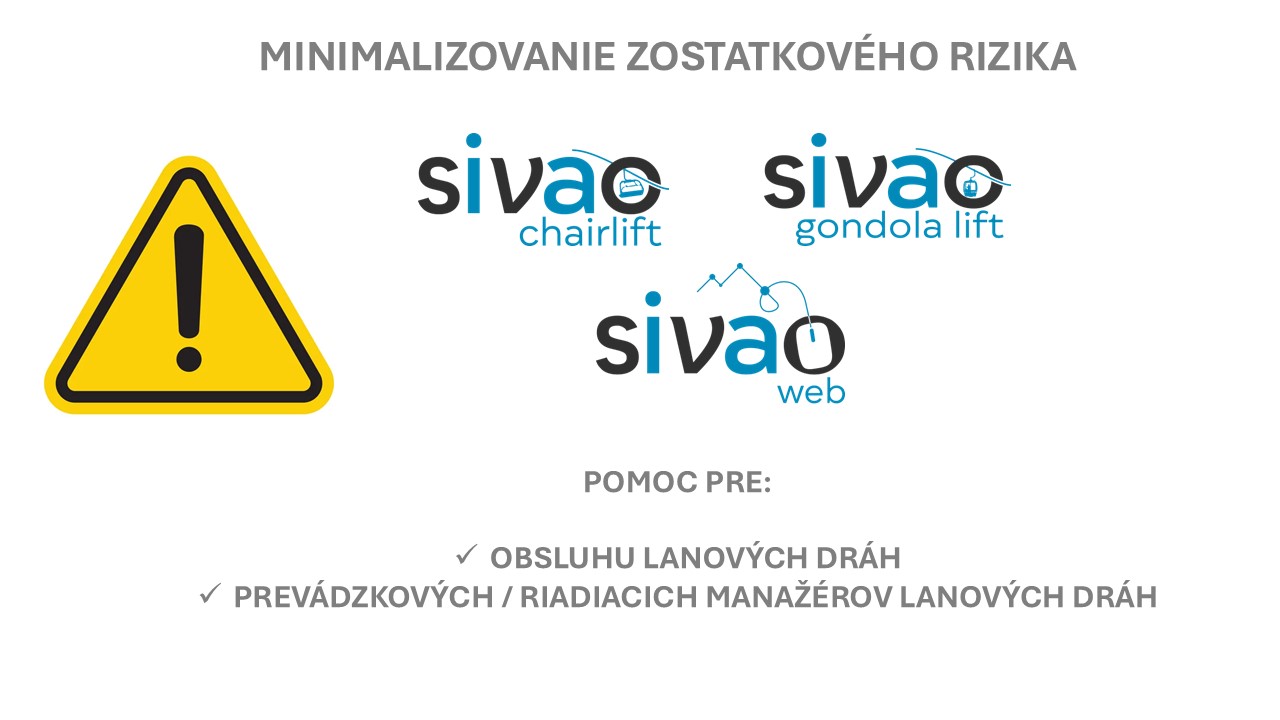 MINIMALIZOVANIE ZOSTATKOVÉHO RIZIKA
sivao
chairlift
sivao
gondola lift
sivao
web
POMOC PRE:
✓ OBSLUHU LANOVÝCH DRÁH
✓ PREVÁDZKOVÝCH / RIADIACICH MANAŽÉROV LANOVÝCH DRÁH